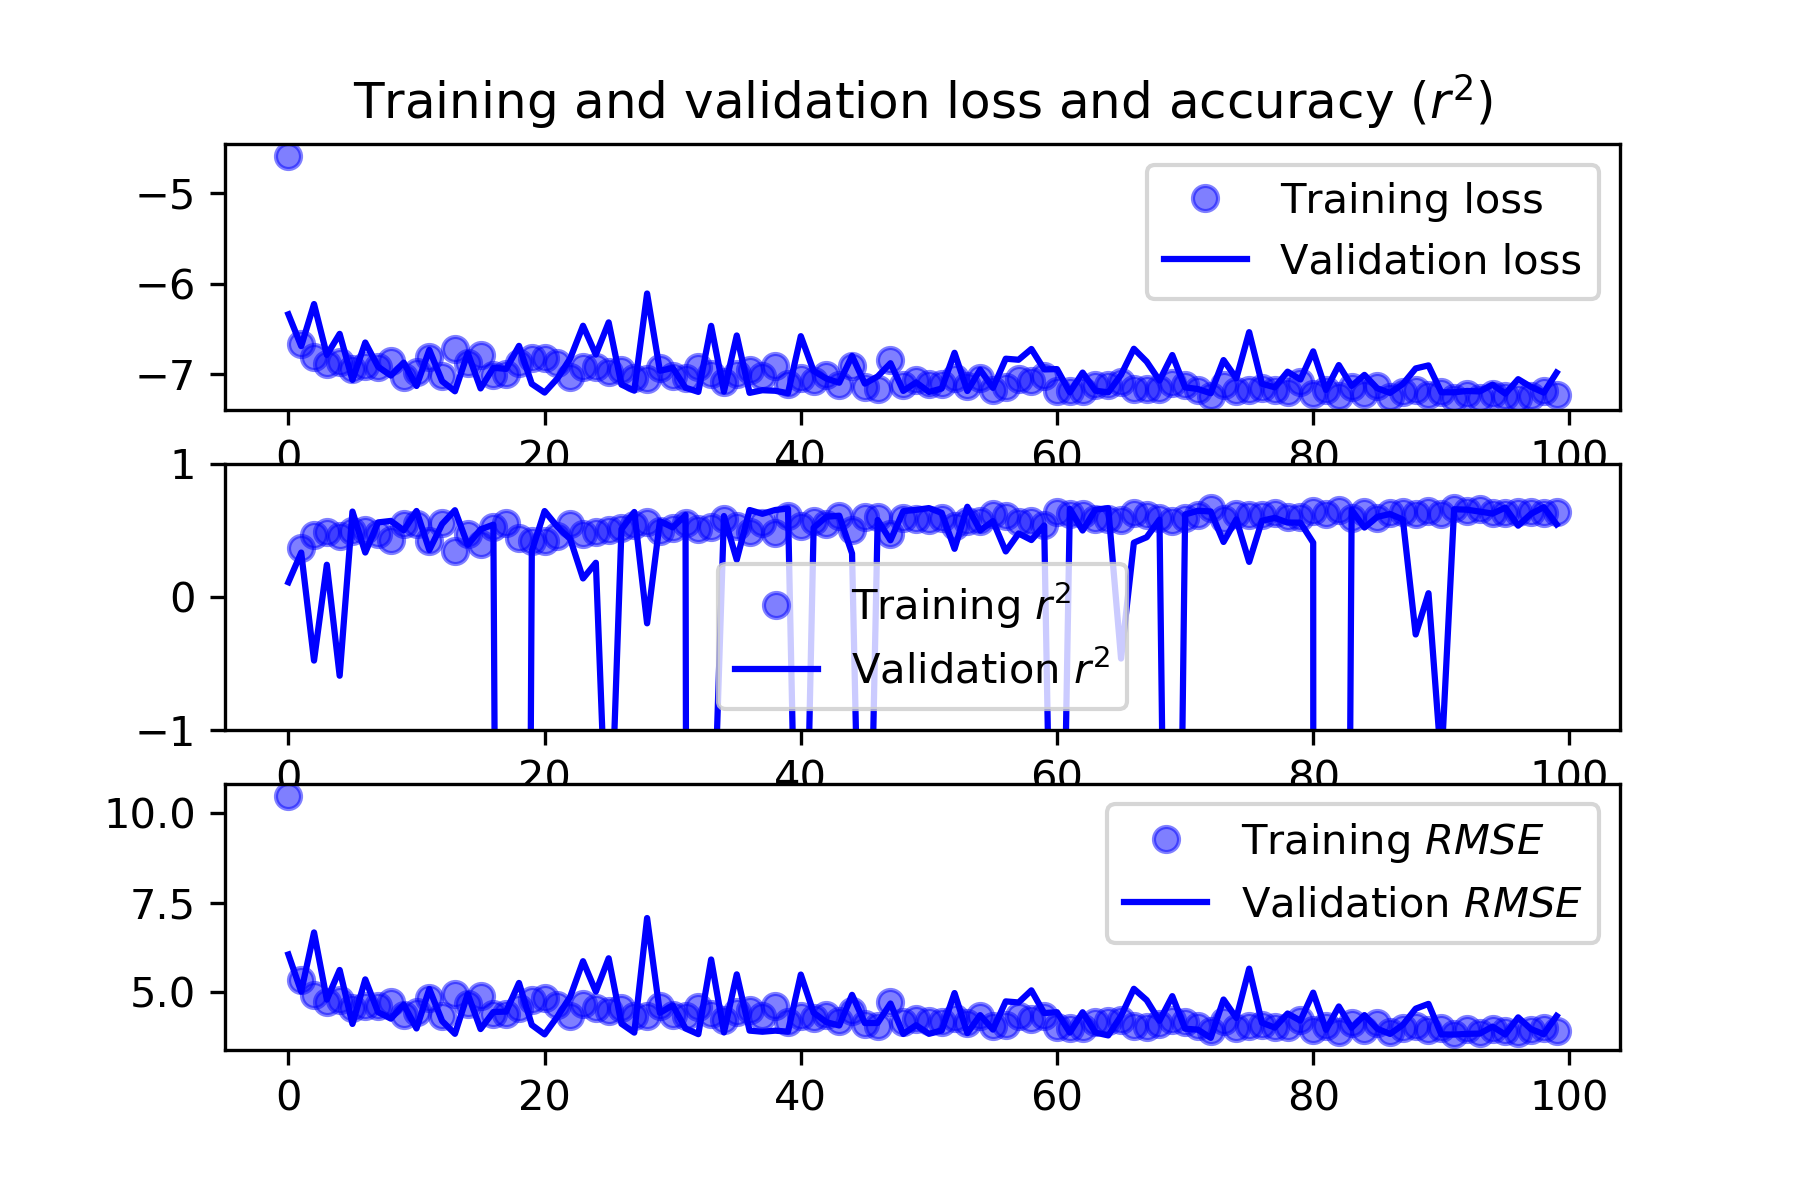 Training and validation loss and accuracy (r²)
−5
−6
−7
Training loss
Validation loss
0 20 40 60 80 100
1
0
−1
Training r²
Validation r²
0 20 40 60 80 100
10.0
7.5
5.0
Training RMSE
Validation RMSE
0 20 40 60 80 100